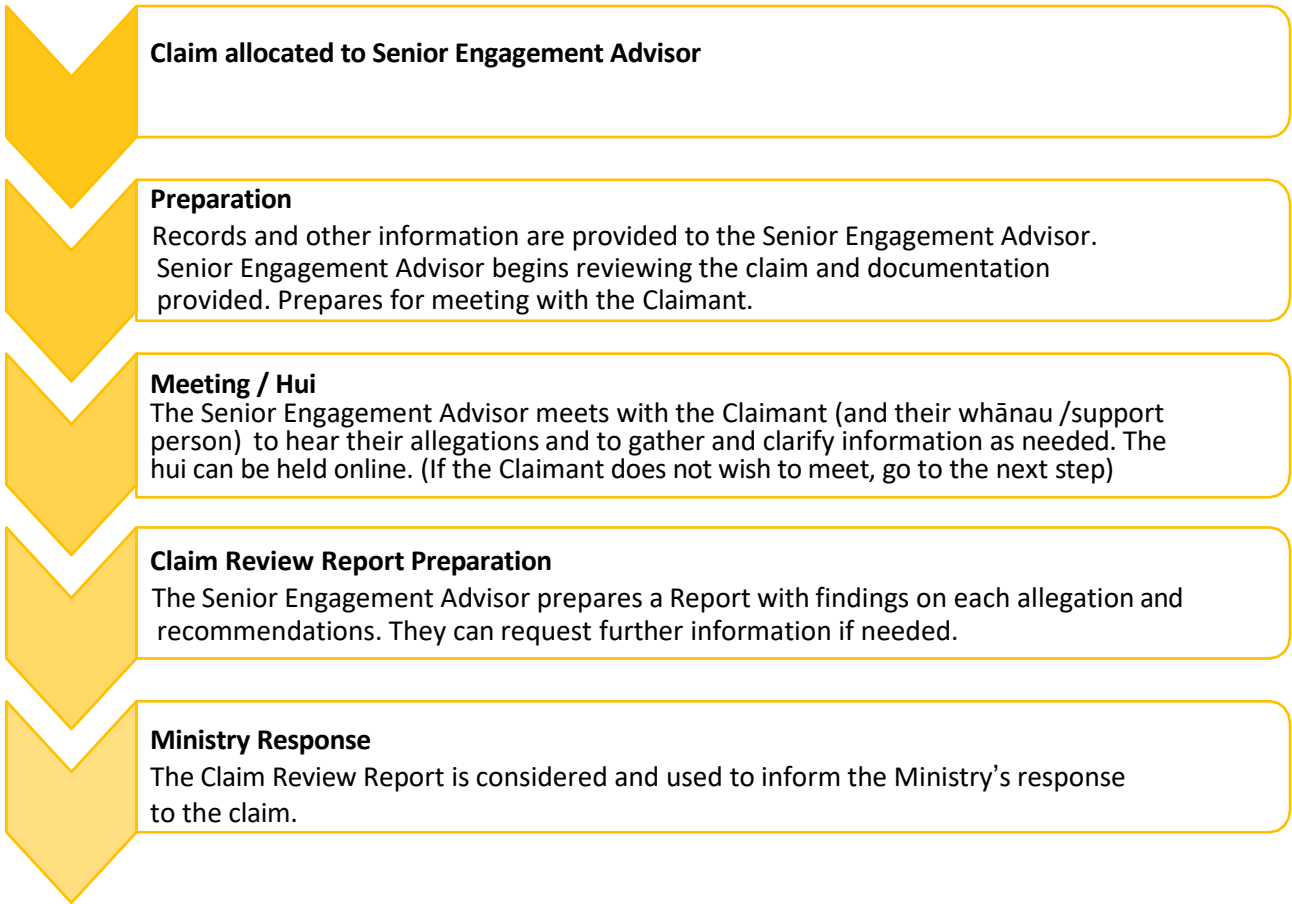 Claim allocated to Senior Engagement Advisor
Preparation
Records and other information are provided to the Senior Engagement Advisor.
Senior Engagement Advisor begins reviewing the claim and documentation
provided. Prepares for meeting with the Claimant.
Meeting / Hui
The Senior Engagement Advisor meets with the Claimant (and their whānau /support
person)  to hear their allegations and to gather and clarify information as needed. The
hui can be held online. (If the Claimant does not wish to meet, go to the next step)
Claim Review Report Preparation
The Senior Engagement Advisor prepares a Report with findings on each allegation and
recommendations. They can request further information if needed.
Ministry Response
The Claim Review Report is considered and used to inform the Ministry’s response
to the claim.